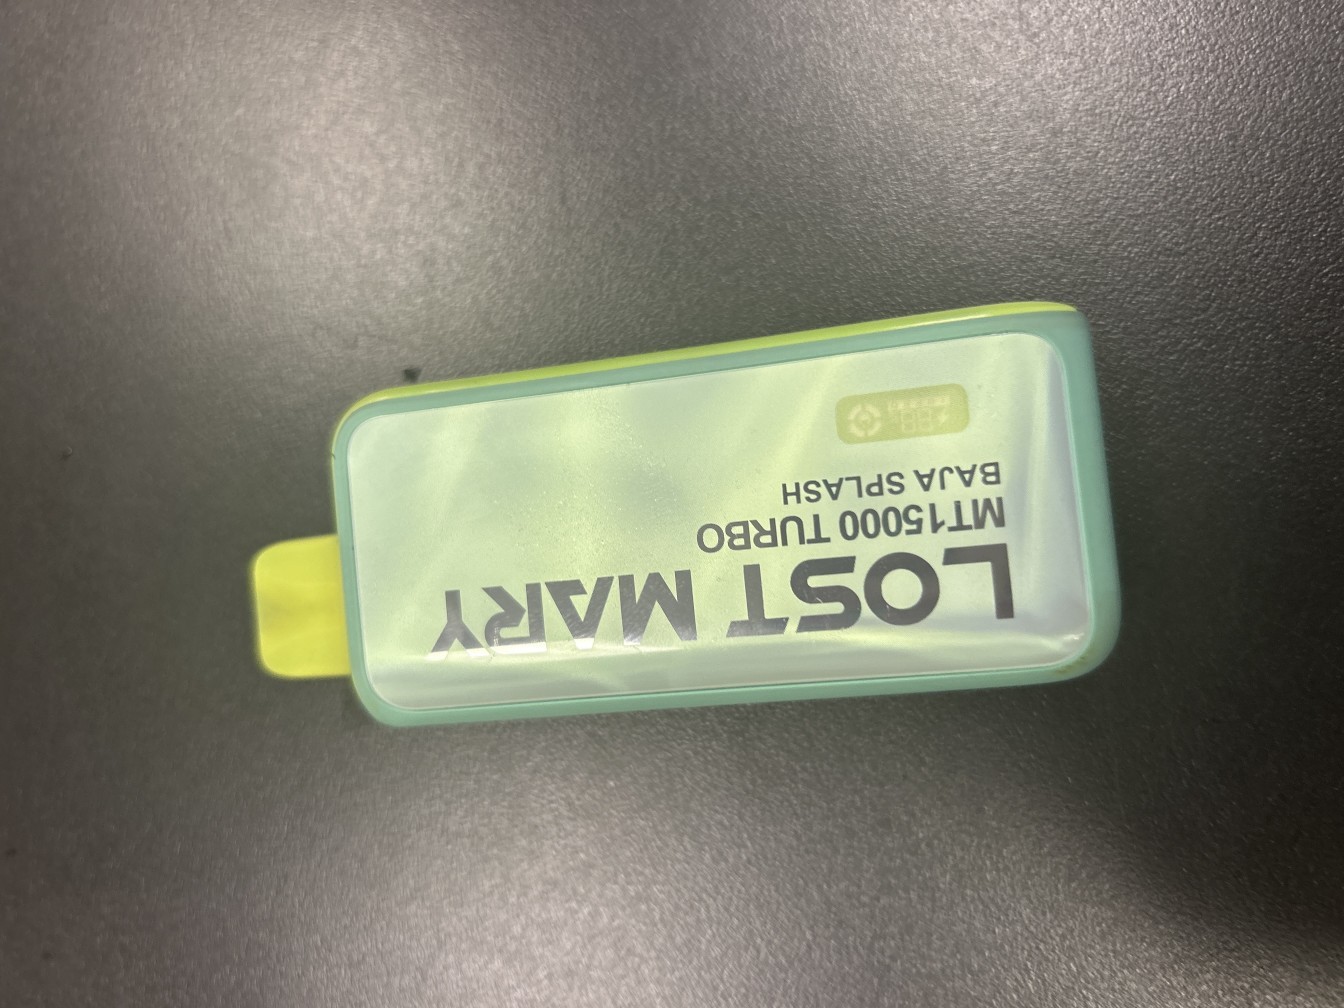 LOST MARY
MT15000 TURBO
BAJA SPLASH